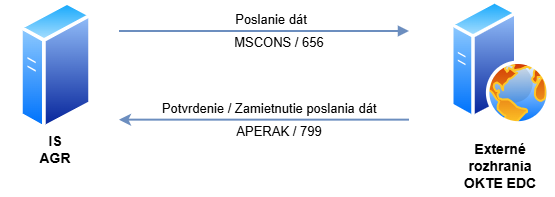 Poslanie dát
MSCONS / 656
Potvrdenie / Zamietnutie poslania dát
APERAK / 799
IS
AGR
Externé
rozhrania
OKTE EDC